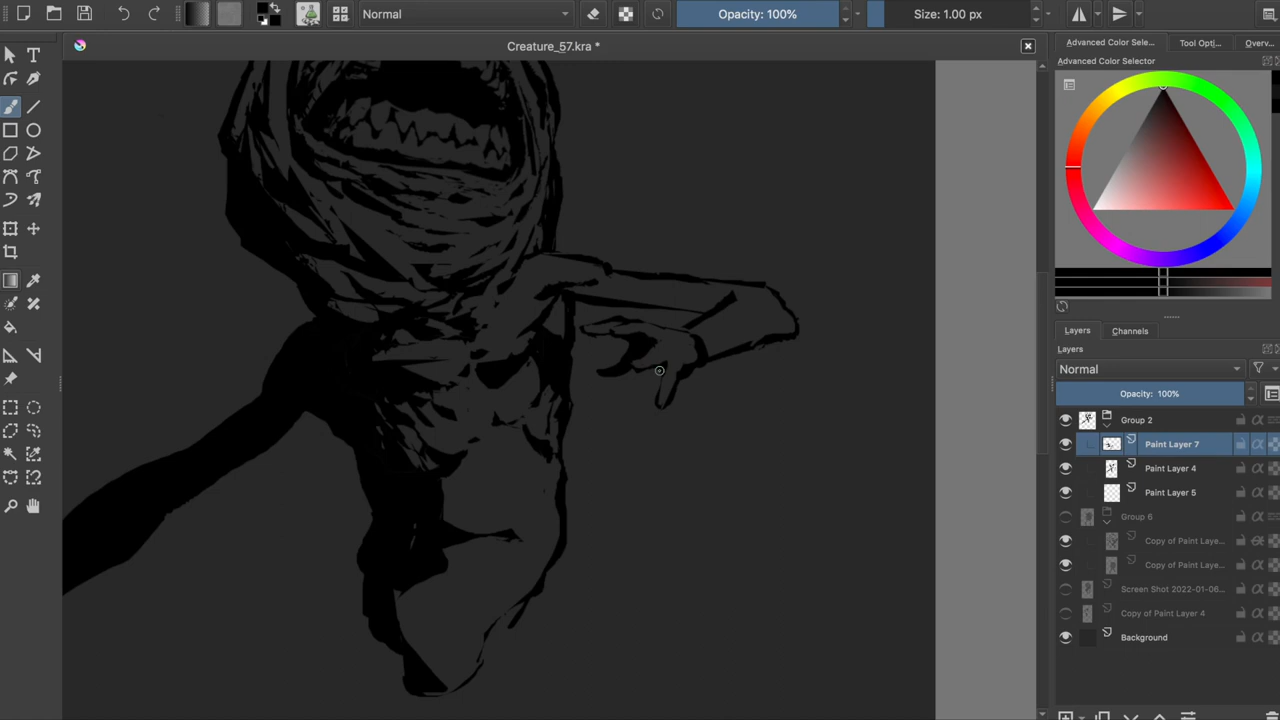 Normal
Opacity: 100%
Size: 1.00 px
Creature_57.kra *
Advanced Color Sele...
Tool Opti...
Overv...
Advanced Color Selector
Layers
Channels
Layers
Normal
Opacity: 100%
Group 2
Paint Layer 7
Paint Layer 4
Paint Layer 5
Group 6
Copy of Paint Laye...
Copy of Paint Laye...
Screen Shot 2022-01-06...
Copy of Paint Layer 4
Background